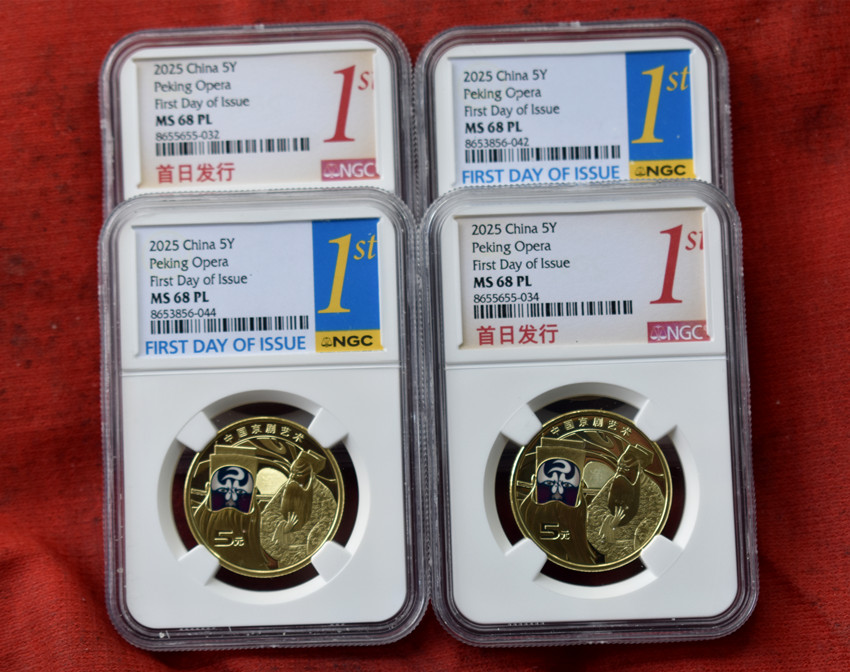 2025 China 5Y
Peking Opera
First Day of Issue
MS 68 PL
8655655-032
首日发行
1st
NGC
2025 China 5Y
Peking Opera
First Day of Issue
MS 68 PL
8653856-042
FIRST DAY OF ISSUE
1st
NGC
2025 China 5Y
Peking Opera
First Day of Issue
MS 68 PL
8653856-044
FIRST DAY OF ISSUE
1st
NGC
中国京剧艺术
5元
2025 China 5Y
Peking Opera
First Day of Issue
MS 68 PL
8655655-034
首日发行
1st
NGC
中国京剧艺术
5元